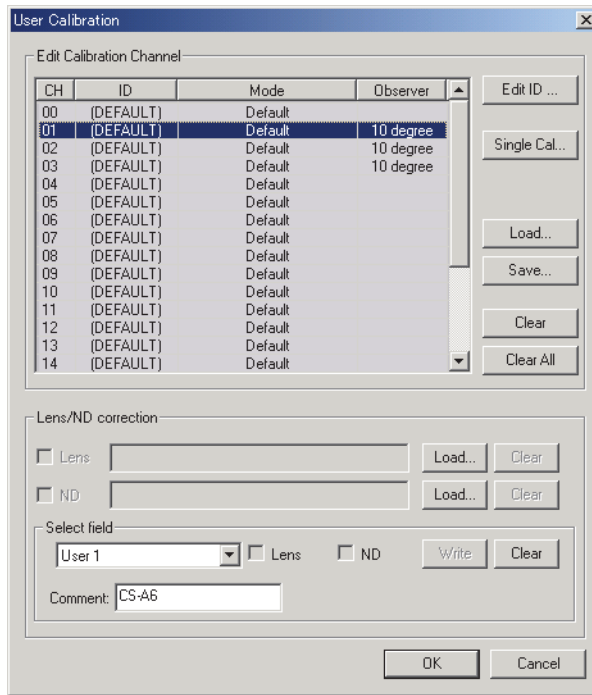 User Calibration
Edit Calibration Channel
CH ID Mode Observer
00 (DEFAULT) Default
01 (DEFAULT) Default 10 degree
02 (DEFAULT) Default 10 degree
03 (DEFAULT) Default 10 degree
04 (DEFAULT) Default
05 (DEFAULT) Default
06 (DEFAULT) Default
07 (DEFAULT) Default
08 (DEFAULT) Default
09 (DEFAULT) Default
10 (DEFAULT) Default
11 (DEFAULT) Default
12 (DEFAULT) Default
13 (DEFAULT) Default
14 (DEFAULT) Default
Edit ID ...
Single Cal...
Load...
Save...
Clear
Clear All
Lens/ND correction
Lens Load... Clear
ND Load... Clear
Select field
User 1 Lens ND Write Clear
Comment: CS-A6
OK Cancel